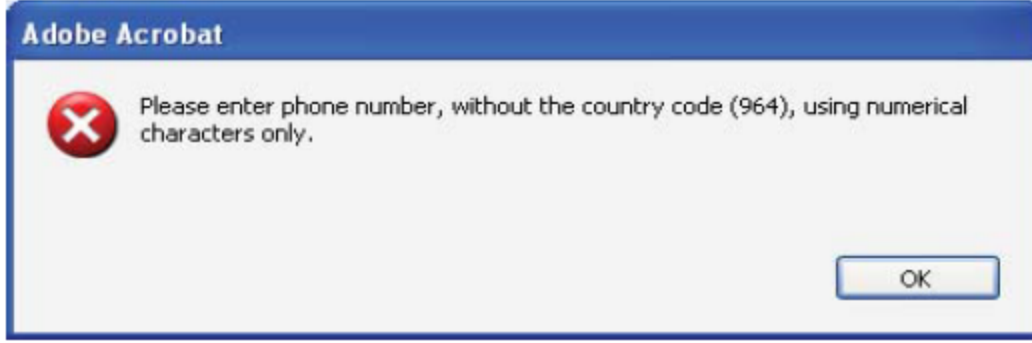 Adobe Acrobat
Please enter phone number, without the country code (964), using numerical
characters only.
OK